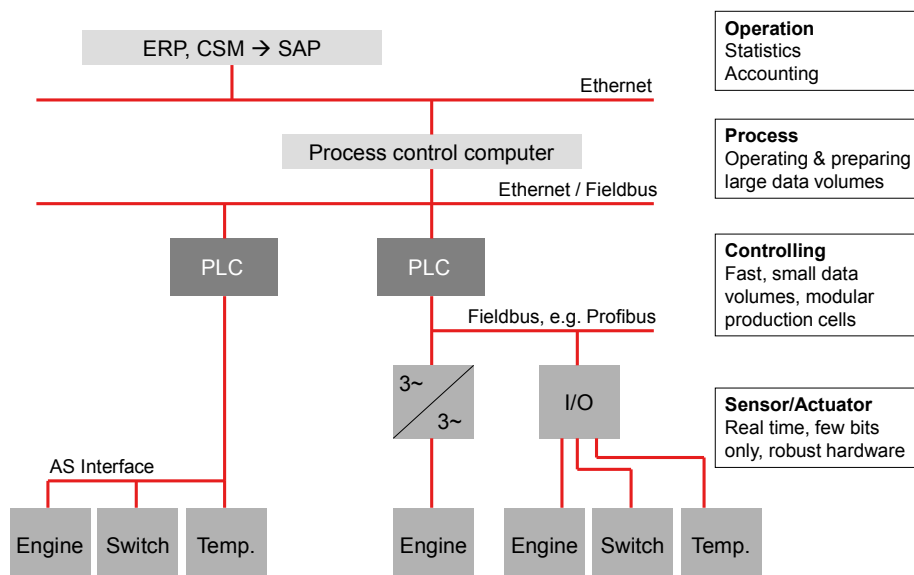 ERP, CSM → SAP
Ethernet
Operation
Statistics
Accounting
Process control computer
Ethernet / Fieldbus
Process
Operating & preparing
large data volumes
PLC
PLC
Controlling
Fast, small data
volumes, modular
production cells
Fieldbus, e.g. Profibus
3~
3~
I/O
Sensor/Actuator
Real time, few bits
only, robust hardware
AS Interface
Engine
Switch
Temp.
Engine
Engine
Switch
Temp.